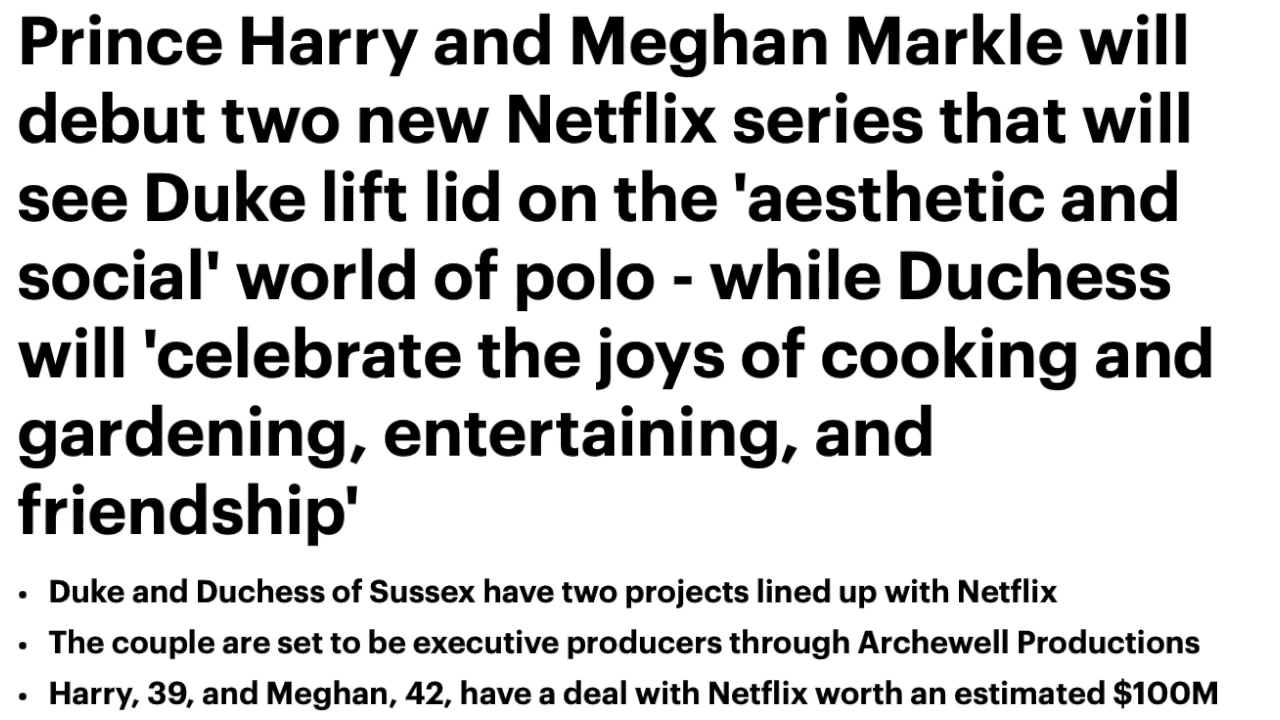 Prince Harry and Meghan Markle will
debut two new Netflix series that will
see Duke lift lid on the 'aesthetic and
social' world of polo - while Duchess
will 'celebrate the joys of cooking and
gardening, entertaining, and
friendship'
• Duke and Duchess of Sussex have two projects lined up with Netflix
• The couple are set to be executive producers through Archewell Productions
• Harry, 39, and Meghan, 42, have a deal with Netflix worth an estimated $100M